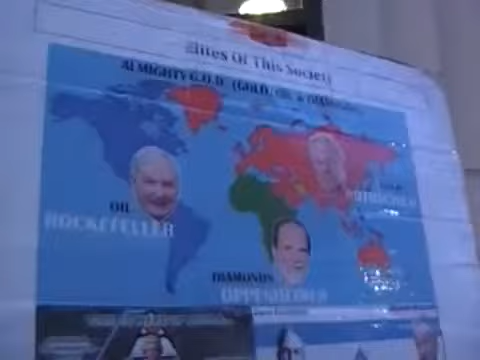 Elites Of This Society
ALMIGHTY G.O.D (GOLD, OIL & DIAMONDS)
OIL
ROCKEFELLER
ROTHSCHILD
DIAMONDS
OPPENHEIMER